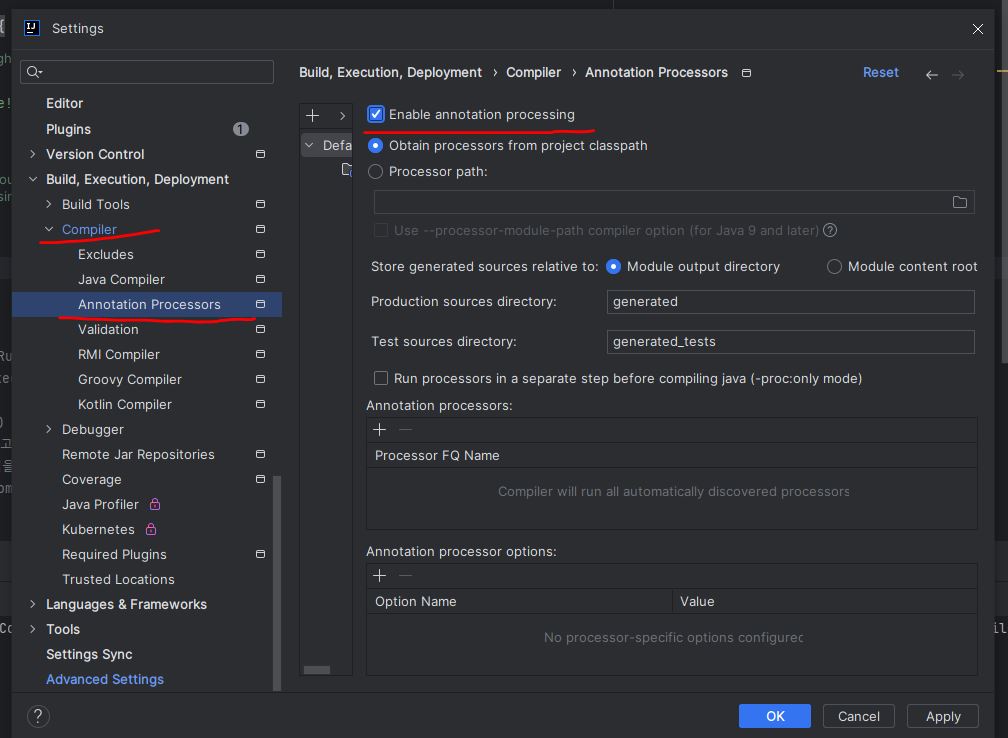 Settings
Editor
Plugins 1
Version Control
Build, Execution, Deployment
Build Tools
Compiler
Excludes
Java Compiler
Annotation Processors
Validation
RMI Compiler
Groovy Compiler
Kotlin Compiler
Debugger
Remote Jar Repositories
Coverage
Java Profiler
Kubernetes
Required Plugins
Trusted Locations
Languages & Frameworks
Tools
Settings Sync
Advanced Settings
Build, Execution, Deployment › Compiler › Annotation Processors
Reset
Defa
Enable annotation processing
Obtain processors from project classpath
Processor path:
Use --processor-module-path compiler option (for Java 9 and later) ?
Store generated sources relative to: Module output directory Module content root
Production sources directory: generated
Test sources directory: generated_tests
Run processors in a separate step before compiling java (-proc:only mode)
Annotation processors:
Processor FQ Name
Compiler will run all automatically discovered processors
Annotation processor options:
Option Name Value
No processor-specific options configured
? OK Cancel Apply